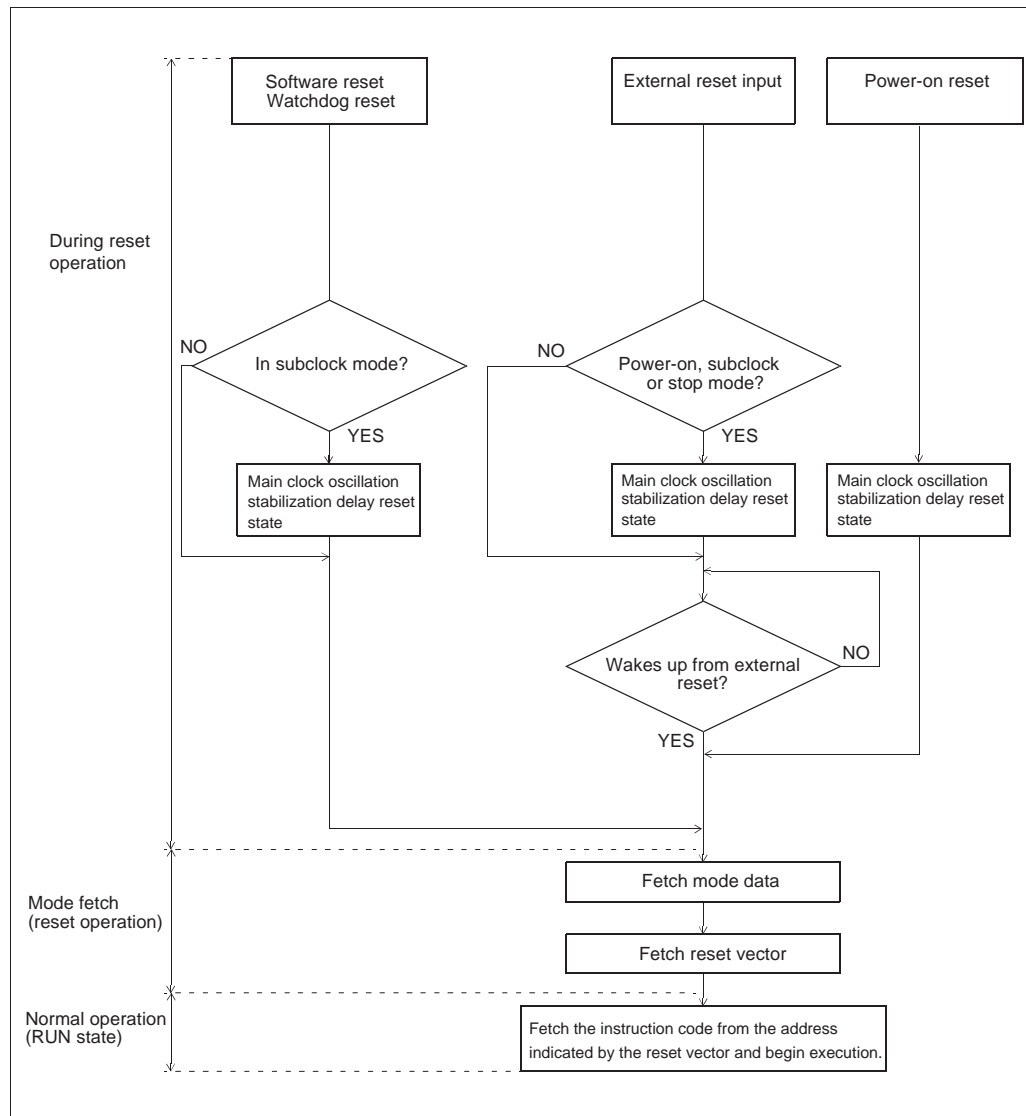 Software reset
Watchdog reset
External reset input
Power-on reset
During reset
operation
NO
In subclock mode?
YES
NO
Power-on, subclock
or stop mode?
YES
Main clock oscillation
stabilization delay reset
state
Main clock oscillation
stabilization delay reset
state
Main clock oscillation
stabilization delay reset
state
Wakes up from external
reset?
NO
YES
Mode fetch
(reset operation)
Fetch mode data
Fetch reset vector
Normal operation
(RUN state)
Fetch the instruction code from the address
indicated by the reset vector and begin execution.